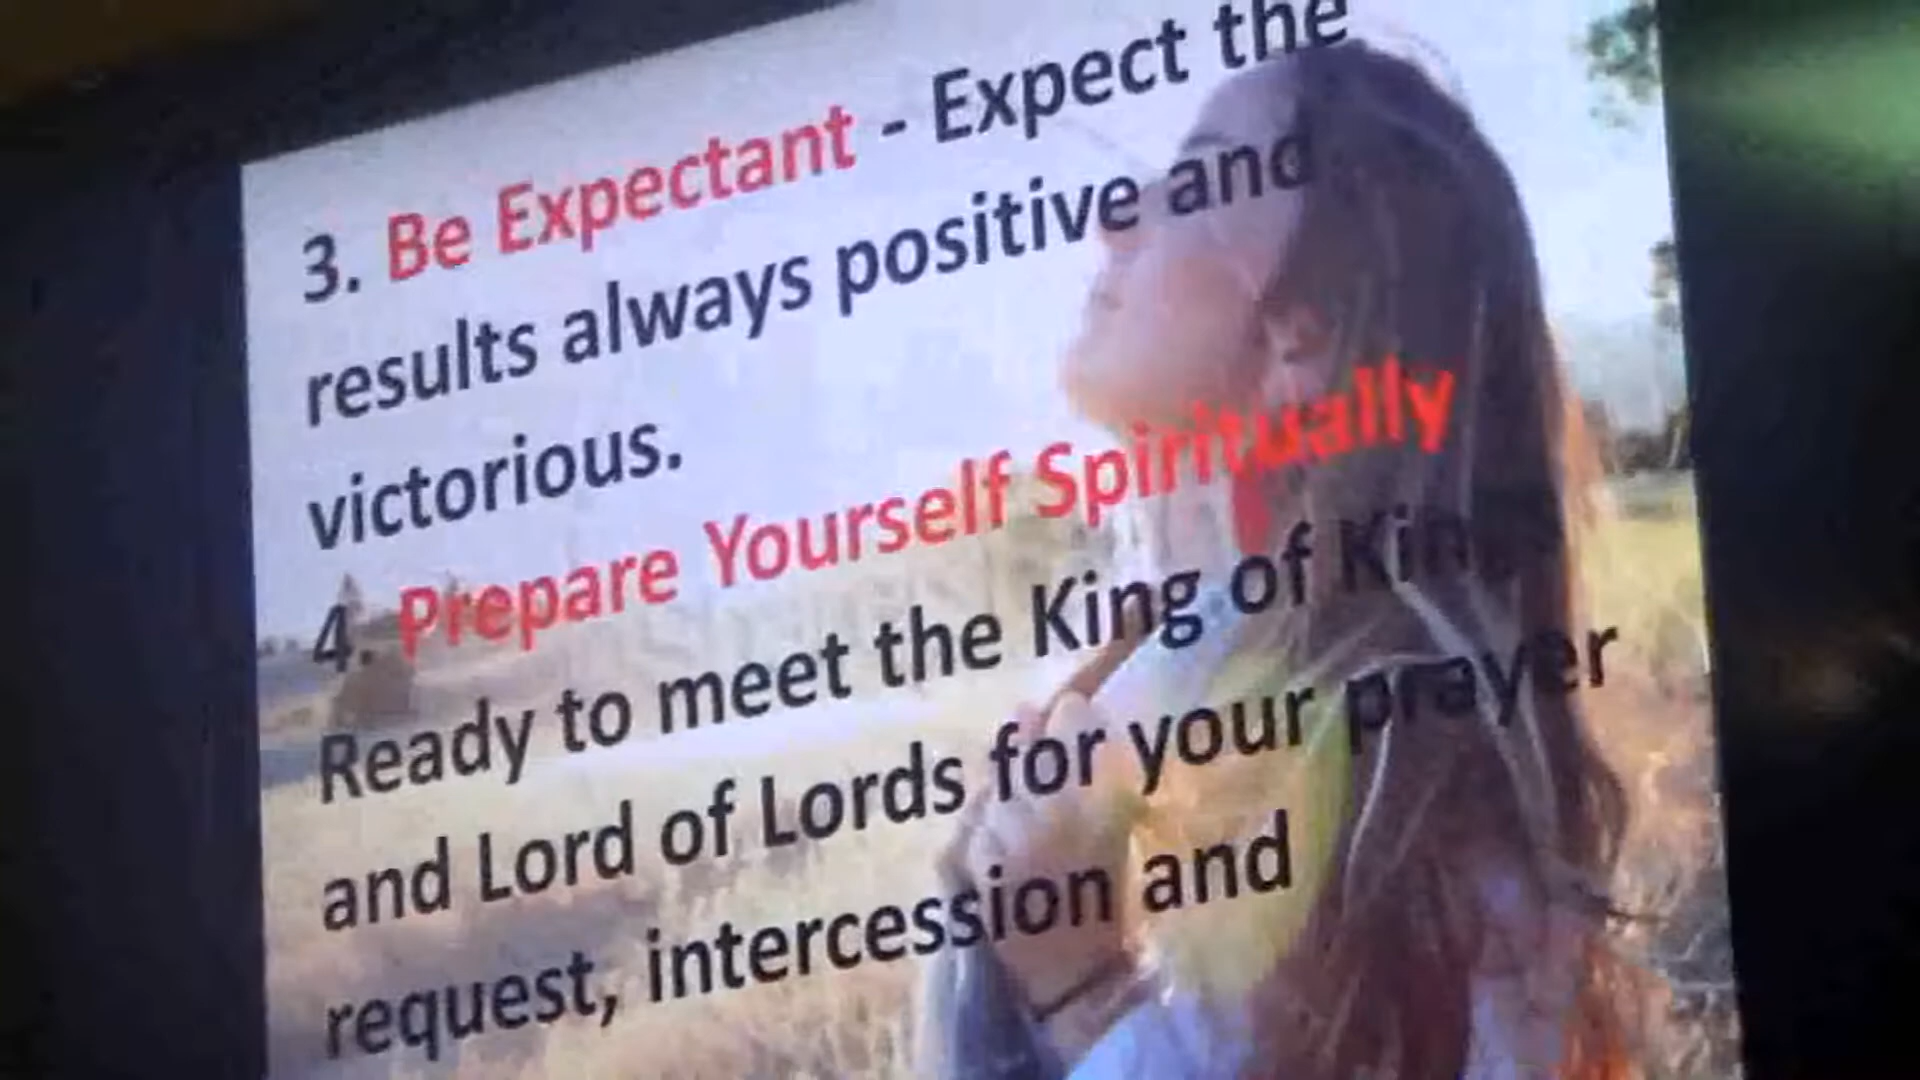 3. Be Expectant - Expect the
results always positive and
victorious.
4. Prepare Yourself Spiritually
Ready to meet the King of
and Lord of Lords for your prayer
request, intercession and